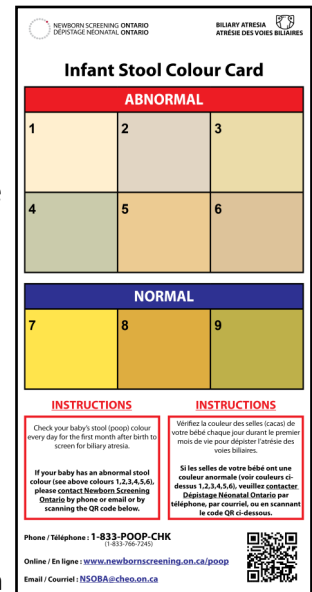 NEWBORN SCREENING ONTARIO
DÉPISTAGE NÉONATAL ONTARIO
BILIARY ATRESIA
ATRÉSIE DES VOIES BILIAIRES
Infant Stool Colour Card
ABNORMAL
1 2 3
4 5 6
NORMAL
7 8 9
INSTRUCTIONS
Check your baby's stool (poop) colour
every day for the first month after birth to
screen for biliary atresia.
If your baby has an abnormal stool
colour (see above colours 1,2,3,4,5,6),
please contact Newborn Screening
Ontario by phone or email or by
scanning the QR code below.
INSTRUCTIONS
Vérifiez la couleur des selles (cacas) de
votre bébé chaque jour durant le premier
mois de vie pour dépister l'atrésie des
voies biliaires.
Si les selles de votre bébé ont une
couleur anormale (voir couleurs ci-
dessus 1,2,3,4,5,6), veuillez contacter
Dépistage Néonatal Ontario par
téléphone, par courriel, ou en scannant
le code QR ci-dessous.
Phone / Téléphone : 1-833-POOP-CHK
(1-833-766-7245)
Online / En ligne : www.newbornscreening.on.ca/poop
Email / Courriel : NSOBA@cheo.on.ca